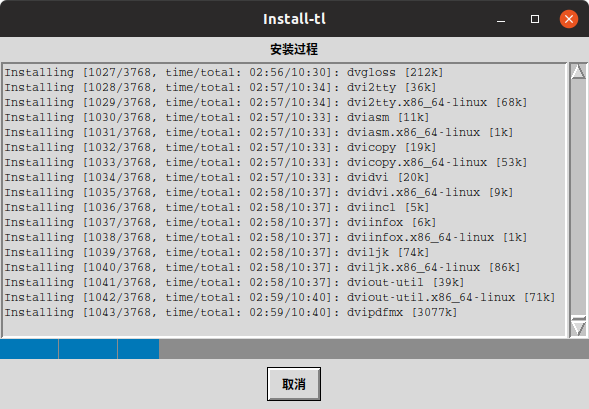 Install-tl
安装过程
Installing [1027/3768, time/total: 02:56/10:30]: dvgloss [212k]
Installing [1028/3768, time/total: 02:57/10:34]: dvi2tty [36k]
Installing [1029/3768, time/total: 02:57/10:34]: dvi2tty.x86_64-linux [68k]
Installing [1030/3768, time/total: 02:57/10:33]: dviasm [11k]
Installing [1031/3768, time/total: 02:57/10:33]: dviasm.x86_64-linux [1k]
Installing [1032/3768, time/total: 02:57/10:33]: dvicopy [19k]
Installing [1033/3768, time/total: 02:57/10:33]: dvicopy.x86_64-linux [53k]
Installing [1034/3768, time/total: 02:57/10:33]: dvidvi [20k]
Installing [1035/3768, time/total: 02:58/10:37]: dvidvi.x86_64-linux [9k]
Installing [1036/3768, time/total: 02:58/10:37]: dviincl [5k]
Installing [1037/3768, time/total: 02:58/10:37]: dviinfox [6k]
Installing [1038/3768, time/total: 02:58/10:37]: dviinfox.x86_64-linux [1k]
Installing [1039/3768, time/total: 02:58/10:37]: dviljk [74k]
Installing [1040/3768, time/total: 02:58/10:37]: dviljk.x86_64-linux [86k]
Installing [1041/3768, time/total: 02:58/10:37]: dviout-util [39k]
Installing [1042/3768, time/total: 02:59/10:40]: dviout-util.x86_64-linux [71k]
Installing [1043/3768, time/total: 02:59/10:40]: dvipdfmx [3077k]
取消